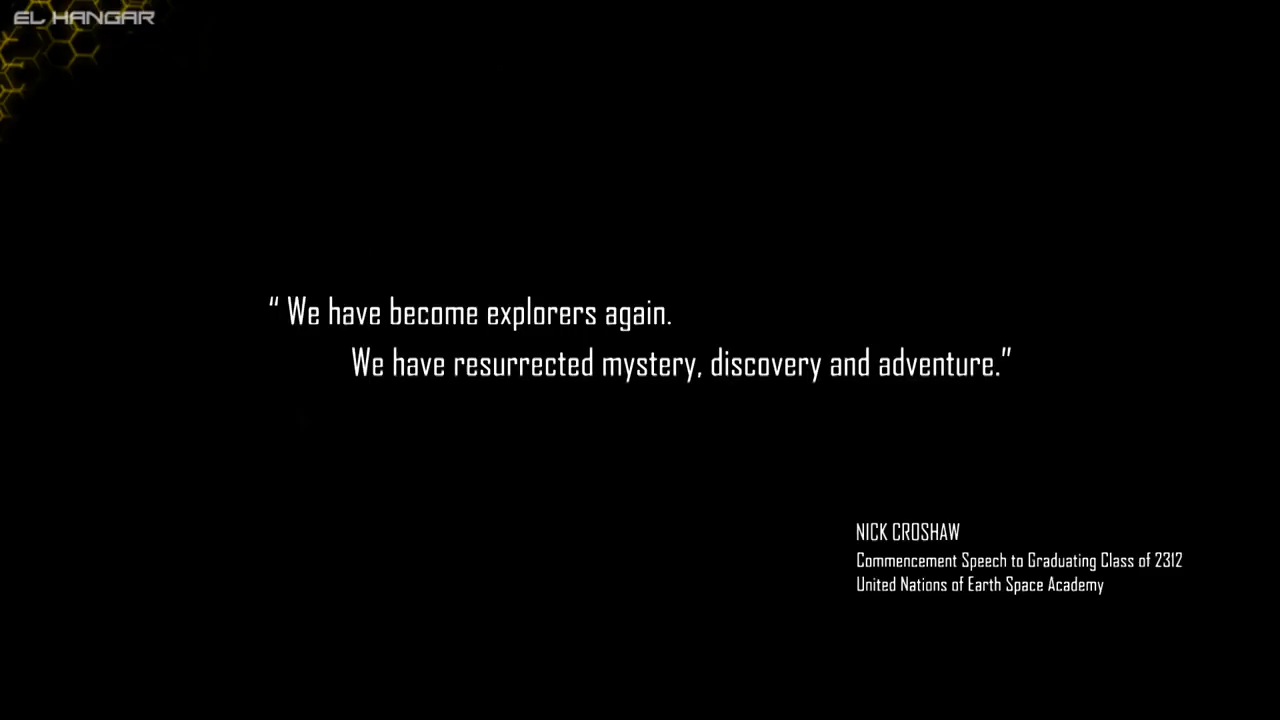 EL HANGAR
“ We have become explorers again.
We have resurrected mystery, discovery and adventure.”
NICK CROSHAW
Commencement Speech to Graduating Class of 2312
United Nations of Earth Space Academy